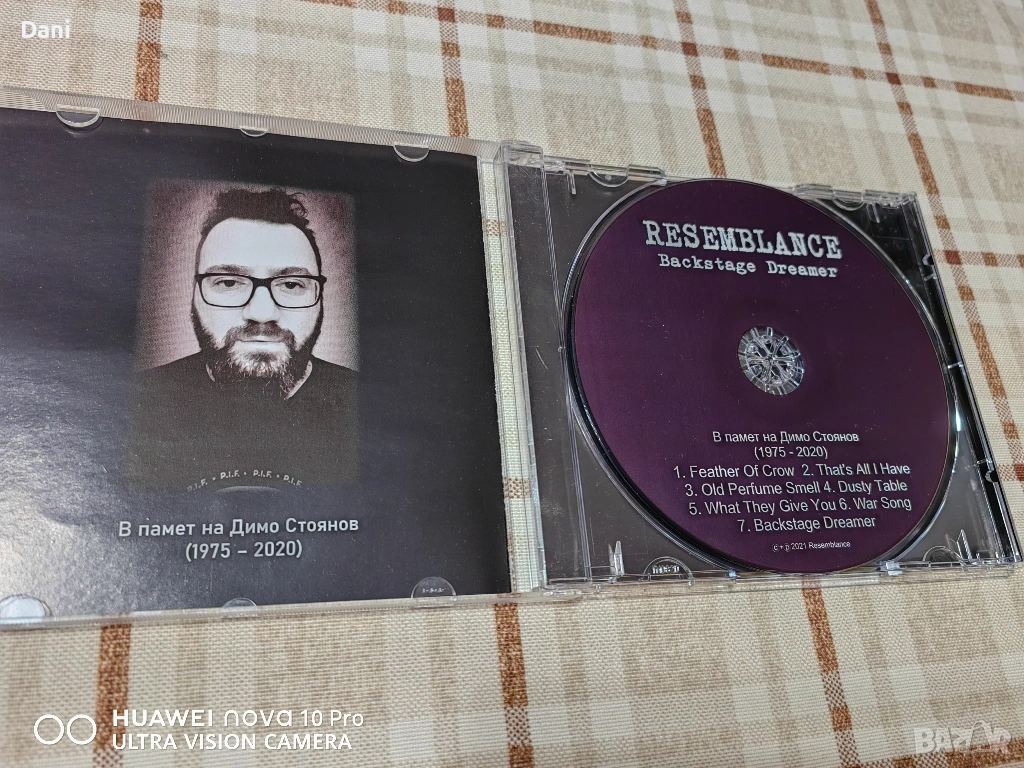 Dani
RESEMBLANCE
Backstage Dreamer
В памет на Димо Стоянов
(1975 - 2020)
1. Feather Of Crow 2. That's All I Have
3. Old Perfume Smell 4. Dusty Table
5. What They Give You 6. War Song
7. Backstage Dreamer
c + p 2021 Resemblance
D.I.F. • D.I.F. • D.I.F.
В памет на Димо Стоянов
(1975 – 2020)
HUAWEI nova 10 Pro
ULTRA VISION CAMERA
BAZAR